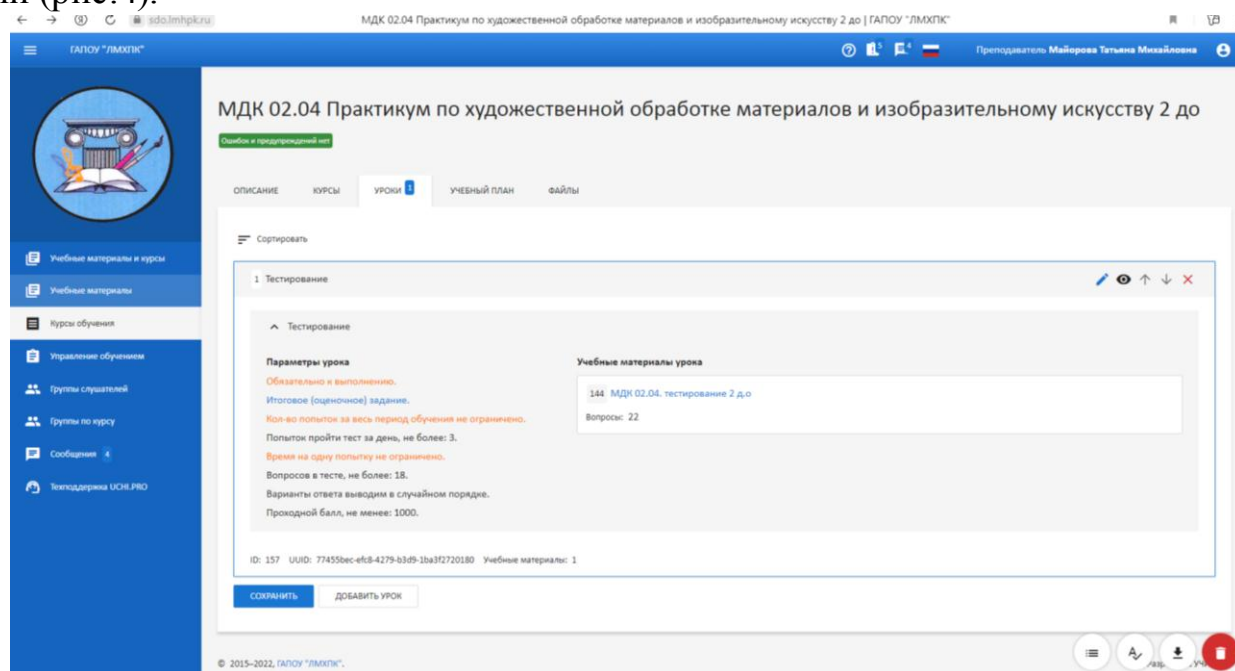 (рис.4).
sdo.lmhpk.ru МДК 02.04 Практикум по художественной обработке материалов и изобразительному искусству 2 до | ГАПОУ "ЛМХПК"
ГАПОУ "ЛМХПК" Преподаватель Майорова Татьяна Михайловна
МДК 02.04 Практикум по художественной обработке материалов и изобразительному искусству 2 до
Ошибок и предупреждений нет
ОПИСАНИЕ КУРСЫ УРОКИ 1 УЧЕБНЫЙ ПЛАН ФАЙЛЫ
Сортировать
Учебные материалы и курсы
Учебные материалы
Курсы обучения
Управление обучением
Группы слушателей
Группы по курсу
Сообщения 4
Техподдержка UCHI.PRO
1 Тестирование
Тестирование
Параметры урока
Обязательно к выполнению.
Итоговое (оценочное) задание.
Кол-во попыток за весь период обучения не ограничено.
Попыток пройти тест за день, не более: 3.
Время на одну попытку не ограничено.
Вопросов в тесте, не более: 18.
Варианты ответа выводим в случайном порядке.
Проходной балл, не менее: 1000.
Учебные материалы урока
144 МДК 02.04. тестирование 2 д.о
Вопросы: 22
ID: 157 UUID: 77455bec-efc8-4279-b3d9-1ba3f2720180 Учебные материалы: 1
СОХРАНИТЬ ДОБАВИТЬ УРОК
© 2015–2022, ГАПОУ "ЛМХПК".